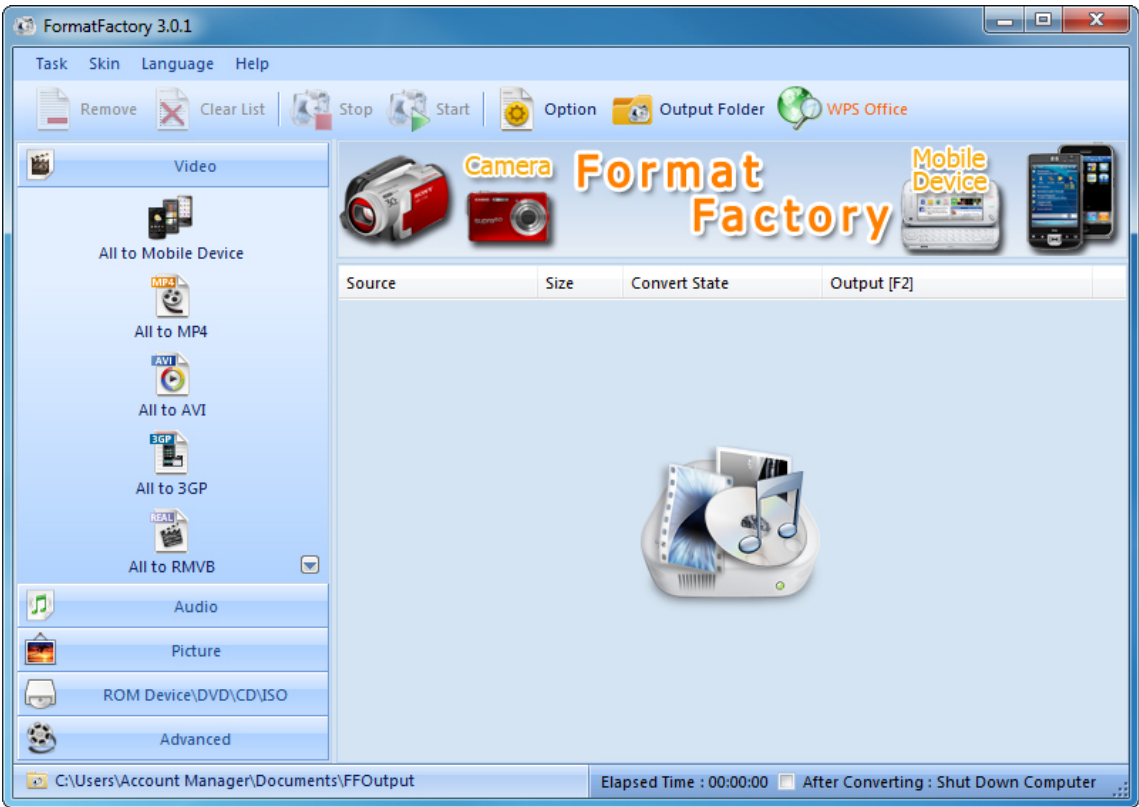 FormatFactory 3.0.1
Task Skin Language Help
Remove Clear List Stop Start Option Output Folder WPS Office
Video
All to Mobile Device
MP4
All to MP4
AVI
All to AVI
3GP
All to 3GP
REAL
All to RMVB
Audio
Picture
ROM Device\DVD\CD\ISO
Advanced
Camera
Format
Factory
Mobile
Device
SONY
Source Size Convert State Output [F2]
C:\Users\Account Manager\Documents\FFOutput
Elapsed Time : 00:00:00 After Converting : Shut Down Computer